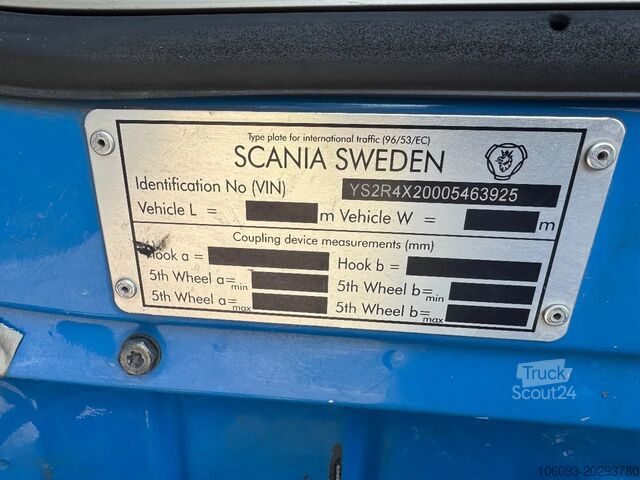 Type plate for international traffic (96/53/EC)
SCANIA SWEDEN
Identification No (VIN) YS2R4X20005463925
Vehicle L = m Vehicle W = m
Coupling device measurements (mm)
Hook a = Hook b =
5th Wheel a=min 5th Wheel b=min
5th Wheel a=max 5th Wheel b=max
Truck
Scout24
106093-20293780